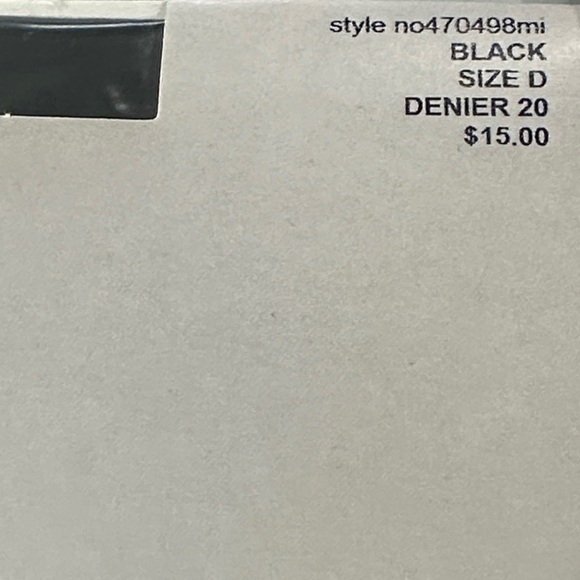 style no470498mi
BLACK
SIZE D
DENIER 20
$15.00